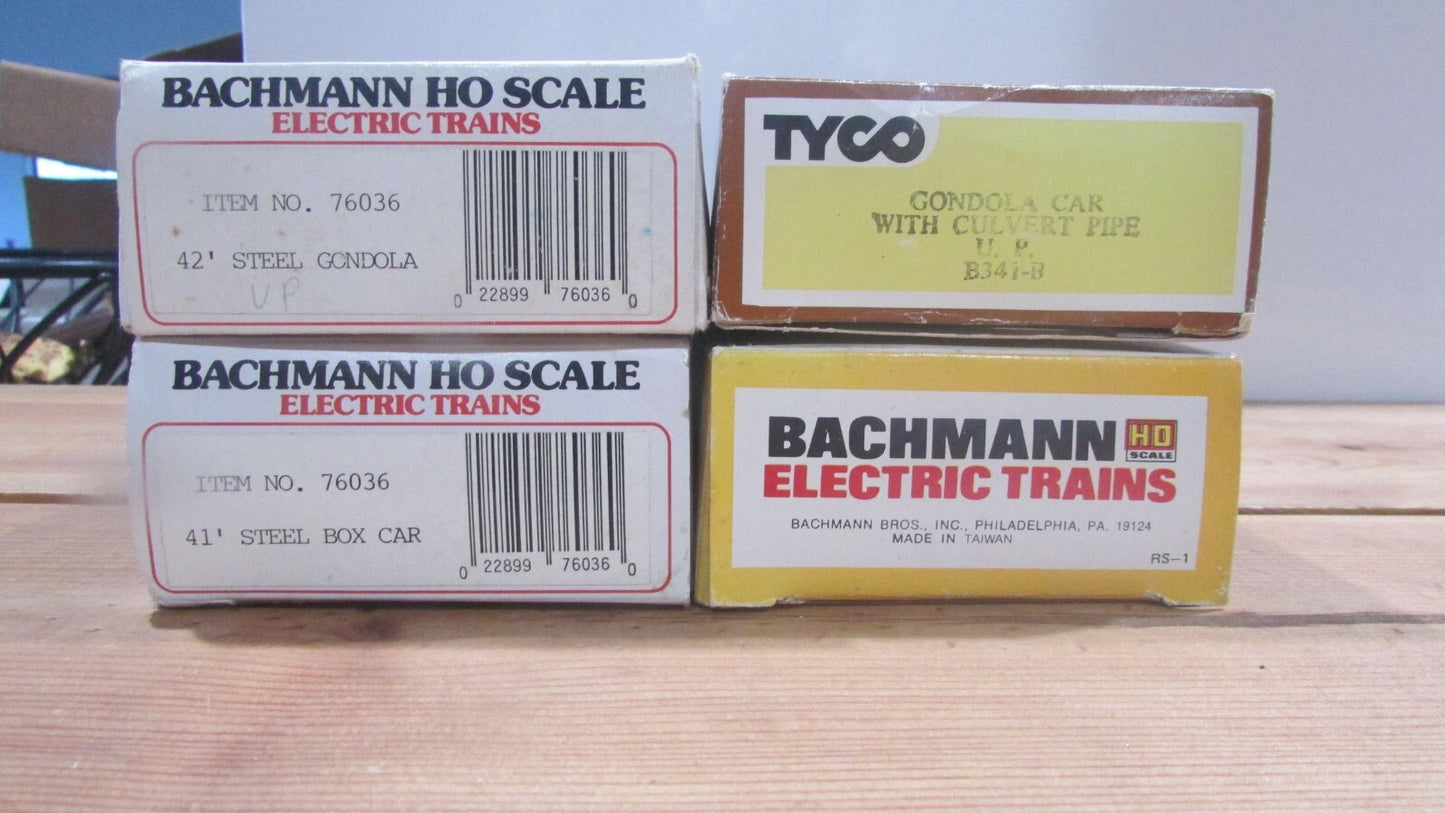 BACHMANN HO SCALE
ELECTRIC TRAINS
ITEM NO. 76036
42' STEEL GONDOLA
UP
0 22899 76036 0
TYCO
GONDOLA CAR
WITH CULVERT PIPE
U. P.
B341-B
BACHMANN HO SCALE
ELECTRIC TRAINS
ITEM NO. 76036
41' STEEL BOX CAR
0 22899 76036 0
BACHMANN HO SCALE
ELECTRIC TRAINS
BACHMANN BROS., INC., PHILADELPHIA, PA. 19124
MADE IN TAIWAN
RS-1